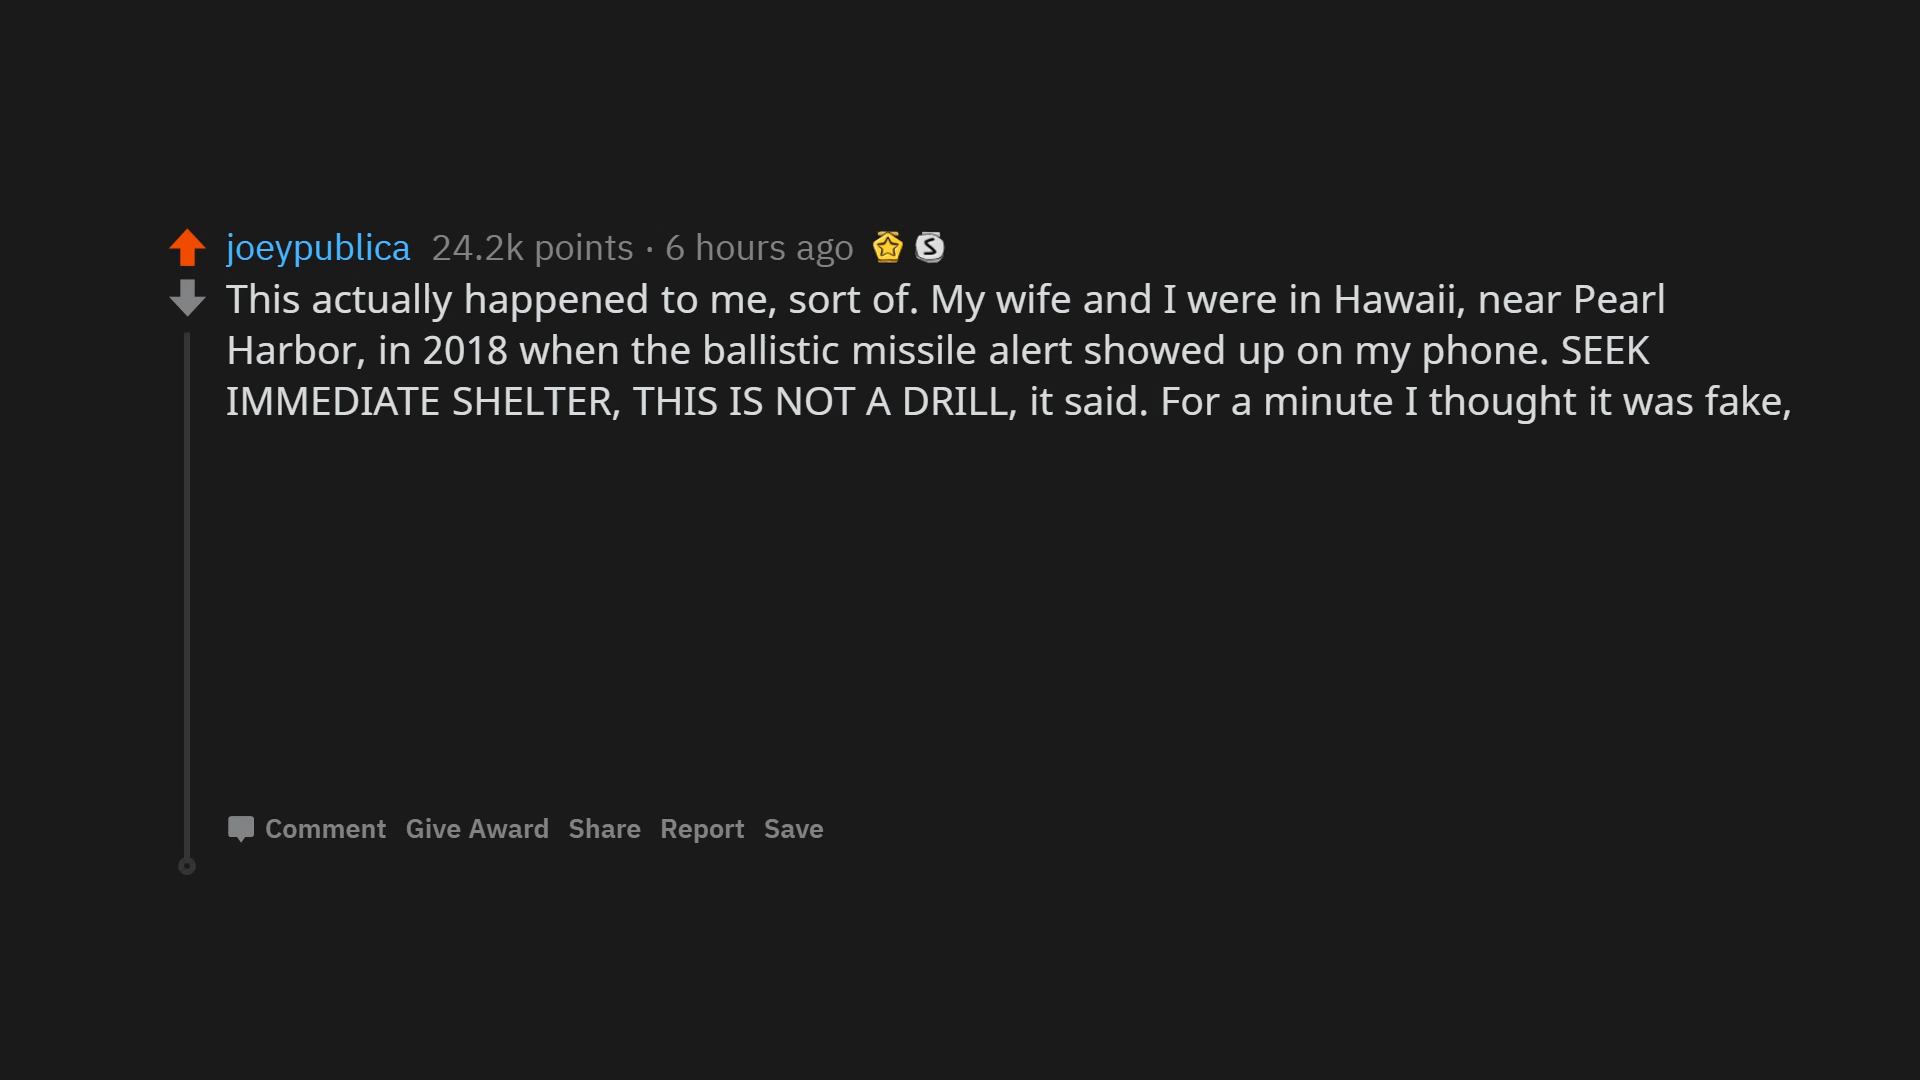 joeypublica 24.2k points · 6 hours ago
This actually happened to me, sort of. My wife and I were in Hawaii, near Pearl
Harbor, in 2018 when the ballistic missile alert showed up on my phone. SEEK
IMMEDIATE SHELTER, THIS IS NOT A DRILL, it said. For a minute I thought it was fake,
Comment Give Award Share Report Save